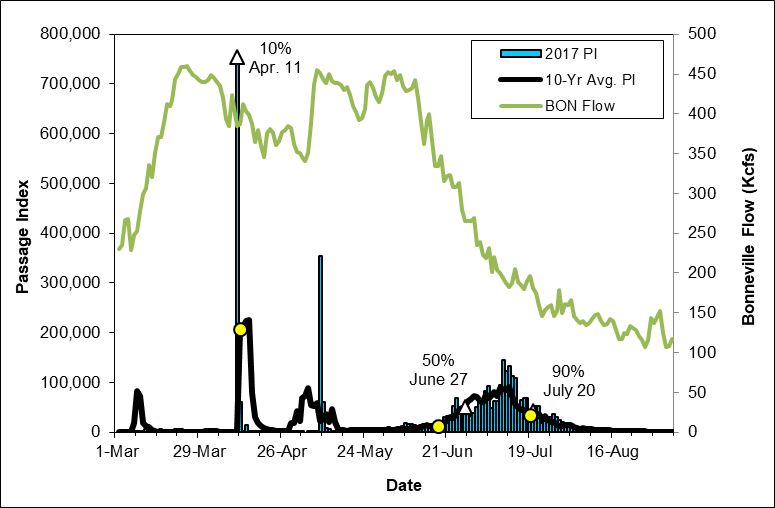 800,000
700,000
600,000
500,000
400,000
300,000
200,000
100,000
0
Passage Index
10%
Apr. 11
50%
June 27
90%
July 20
2017 PI
10-Yr Avg. PI
BON Flow
500
450
400
350
300
250
200
150
100
50
0
Bonneville Flow (Kcfs)
1-Mar 29-Mar 26-Apr 24-May 21-Jun 19-Jul 16-Aug
Date